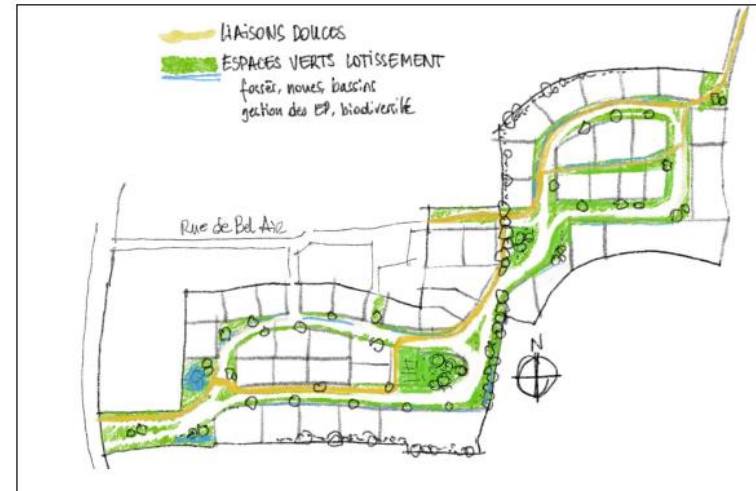 LIAISONS DOUCES
ESPACES VERTS LOTISSEMENT
fossés, noues, bassins
gestion des EP, biodiversité
Rue de Bel Air
N